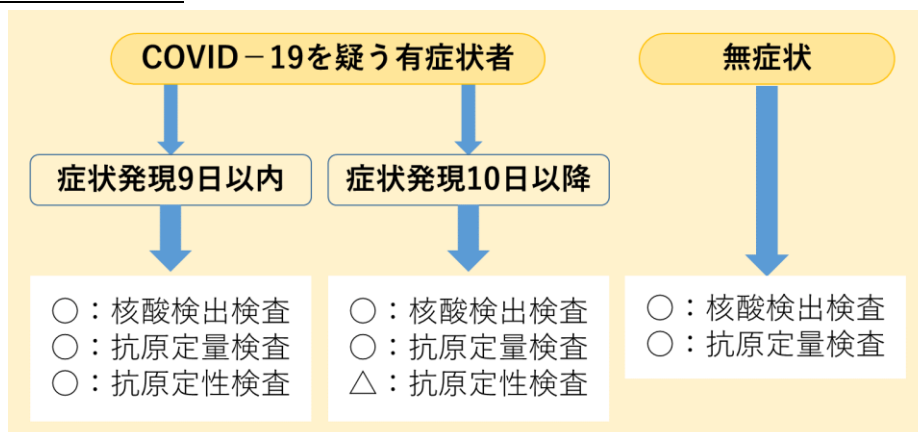 COVID－19を疑う有症状者
無症状
症状発現9日以内
症状発現10日以降
○：核酸検出検査
○：抗原定量検査
○：抗原定性検査
○：核酸検出検査
○：抗原定量検査
△：抗原定性検査
○：核酸検出検査
○：抗原定量検査